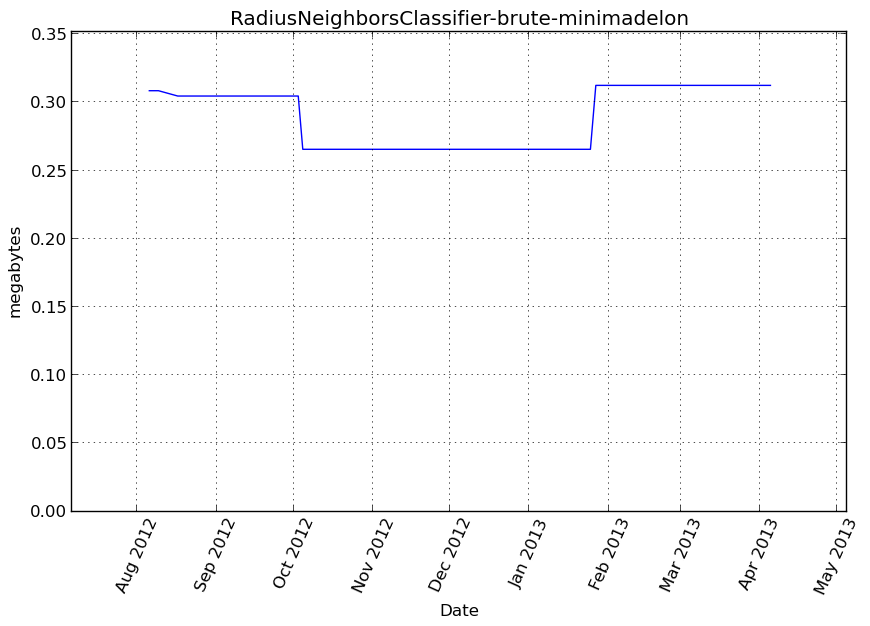 RadiusNeighborsClassifier-brute-minimadelon
0.35
0.30
0.25
0.20
0.15
0.10
0.05
0.00
megabytes
Aug 2012
Sep 2012
Oct 2012
Nov 2012
Dec 2012
Jan 2013
Feb 2013
Mar 2013
Apr 2013
May 2013
Date